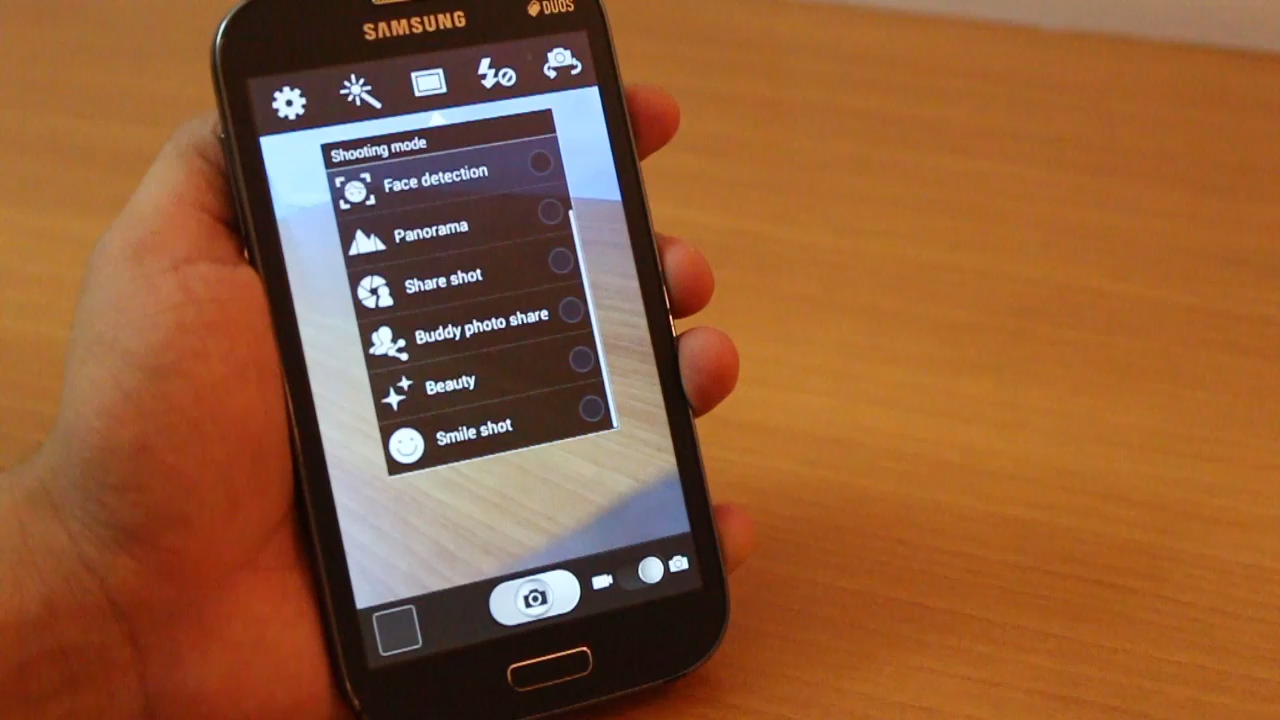 SAMSUNG
DUOS
Shooting mode
Face detection
Panorama
Share shot
Buddy photo share
Beauty
Smile shot